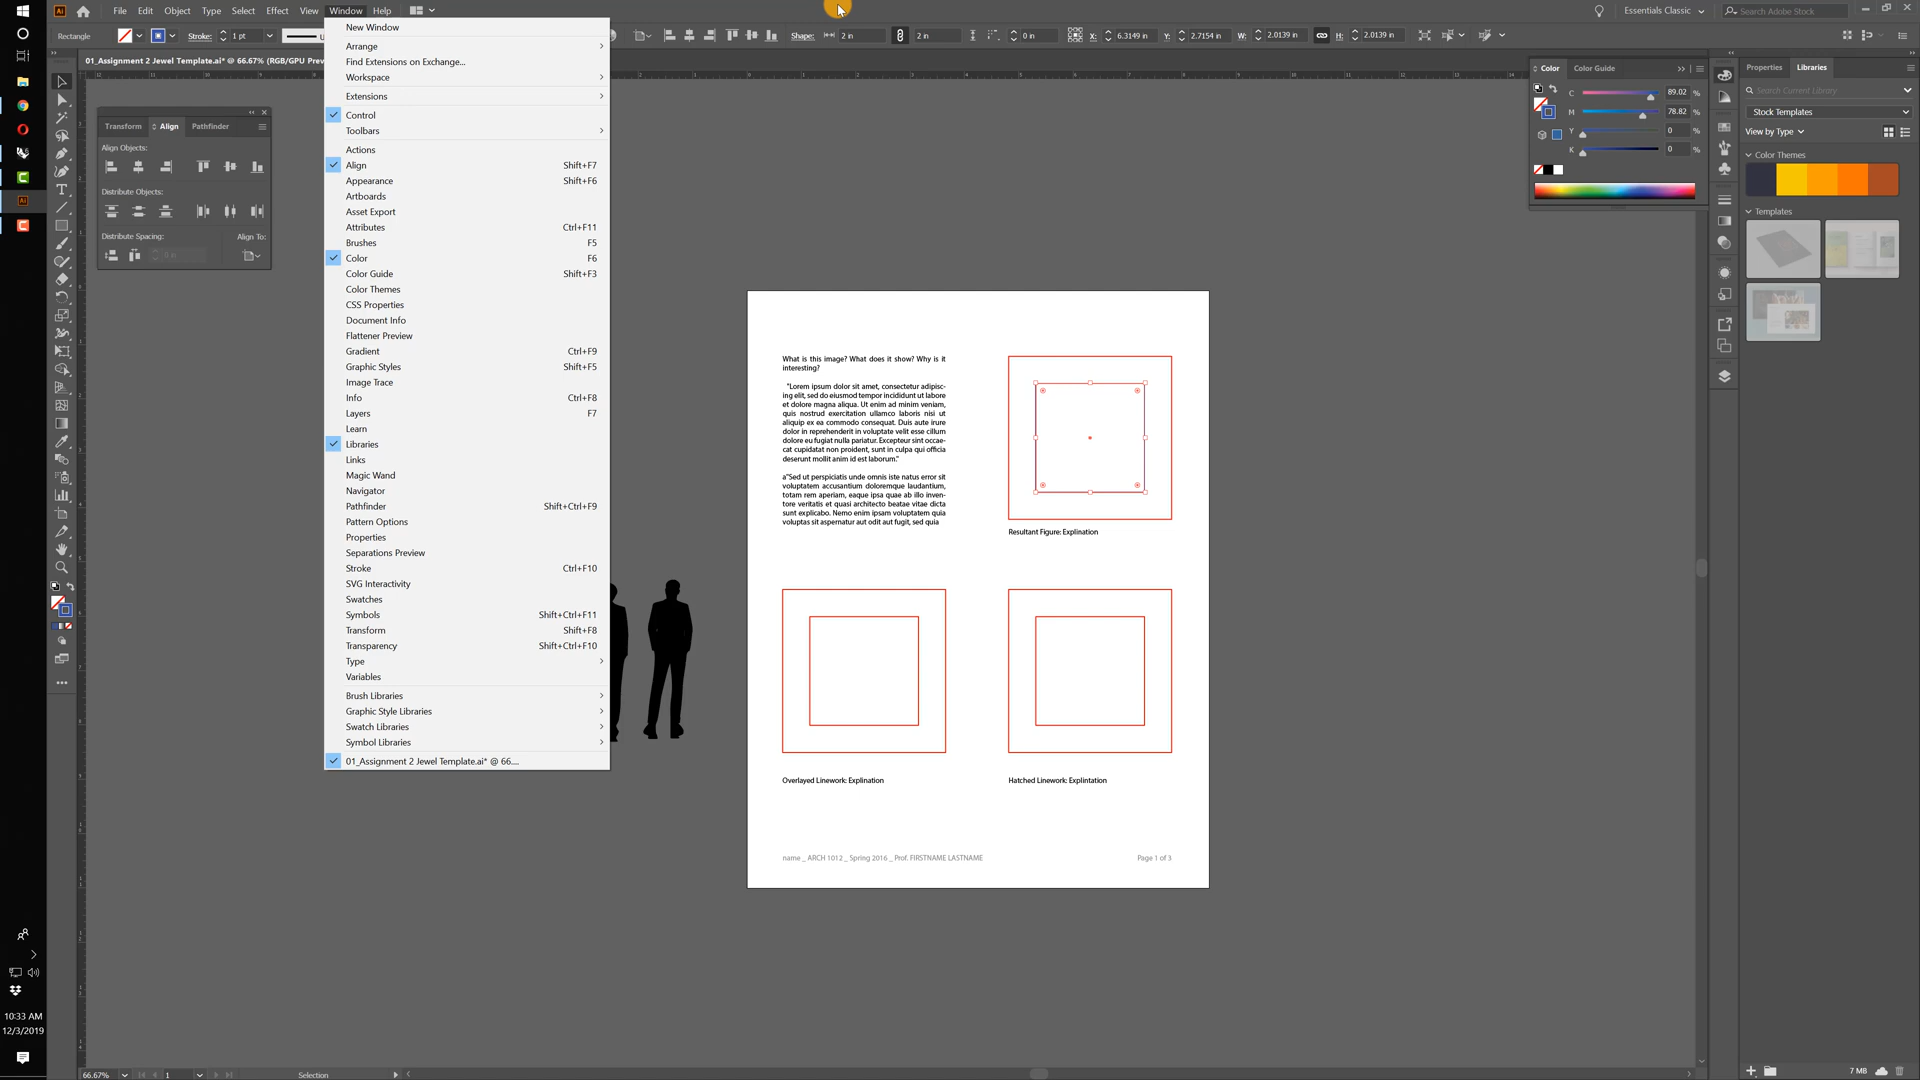 File Edit Object Type Select Effect View Window Help
Essentials Classic
Search Adobe Stock
Rectangle
Stroke:
1 pt
Shape:
2 in
2 in
0 in
X:
6.3149 in
Y:
2.7154 in
W:
2.0139 in
H:
2.0139 in
01_Assignment 2 Jewel Template.ai* @ 66.67% (RGB/GPU Prev
New Window
Arrange
Find Extensions on Exchange...
Workspace
Extensions
Control
Toolbars
Actions
Align Shift+F7
Appearance Shift+F6
Artboards
Asset Export
Attributes Ctrl+F11
Brushes F5
Color F6
Color Guide Shift+F3
Color Themes
CSS Properties
Document Info
Flattener Preview
Gradient Ctrl+F9
Graphic Styles Shift+F5
Image Trace
Info Ctrl+F8
Layers F7
Learn
Libraries
Links
Magic Wand
Navigator
Pathfinder Shift+Ctrl+F9
Pattern Options
Properties
Separations Preview
Stroke Ctrl+F10
SVG Interactivity
Swatches
Symbols Shift+Ctrl+F11
Transform Shift+F8
Transparency Shift+Ctrl+F10
Type
Variables
Brush Libraries
Graphic Style Libraries
Swatch Libraries
Symbol Libraries
01_Assignment 2 Jewel Template.ai* @ 66....
Transform Align Pathfinder
Align Objects:
Distribute Objects:
Distribute Spacing: Align To:
0 in
What is this image? What does it show? Why is it
interesting?
"Lorem ipsum dolor sit amet, consectetur adipisc-
ing elit, sed do eiusmod tempor incididunt ut labore
et dolore magna aliqua. Ut enim ad minim veniam,
quis nostrud exercitation ullamco laboris nisi ut
aliquip ex ea commodo consequat. Duis aute irure
dolor in reprehenderit in voluptate velit esse cillum
dolore eu fugiat nulla pariatur. Excepteur sint occae-
cat cupidatat non proident, sunt in culpa qui officia
deserunt mollit anim id est laborum."
a"Sed ut perspiciatis unde omnis iste natus error sit
voluptatem accusantium doloremque laudantium,
totam rem aperiam, eaque ipsa quae ab illo inven-
tore veritatis et quasi architecto beatae vitae dicta
sunt explicabo. Nemo enim ipsam voluptatem quia
voluptas sit aspernatur aut odit aut fugit, sed quia
Resultant Figure: Explination
Overlayed Linework: Explination
Hatched Linework: Explintation
name _ ARCH 1012 _ Spring 2016 _ Prof. FIRSTNAME LASTNAME
Page 1 of 3
Color Color Guide
C 89.02 %
M 78.82 %
Y 0 %
K 0 %
Properties Libraries
Search Current Library
Stock Templates
View by Type
Color Themes
Templates
7 MB
10:33 AM
12/3/2019
66.67%
1
Selection